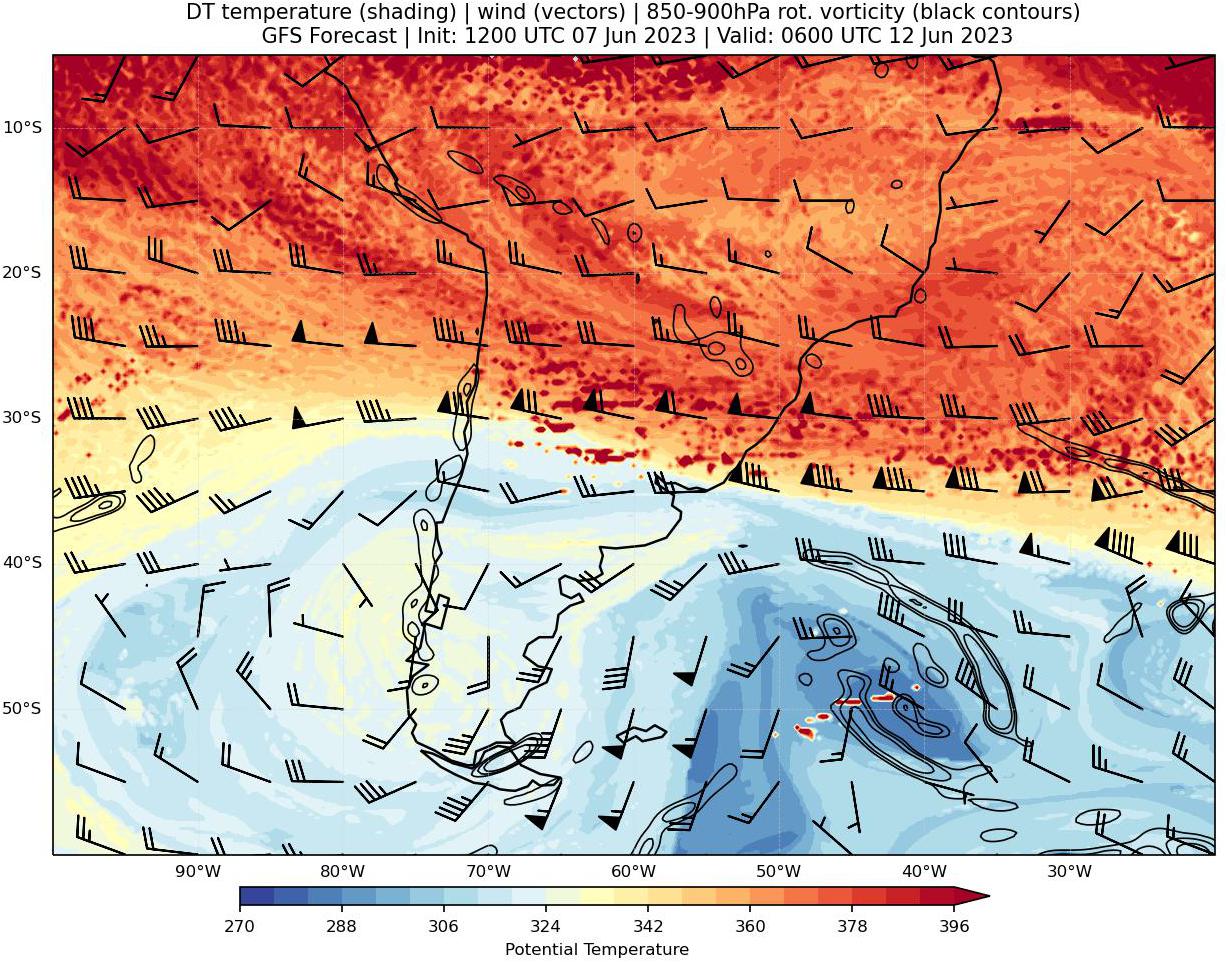 DT temperature (shading) | wind (vectors) | 850-900hPa rot. vorticity (black contours)
GFS Forecast | Init: 1200 UTC 07 Jun 2023 | Valid: 0600 UTC 12 Jun 2023
10°S
20°S
30°S
40°S
50°S
90°W 80°W 70°W 60°W 50°W 40°W 30°W
270 288 306 324 342 360 378 396
Potential Temperature